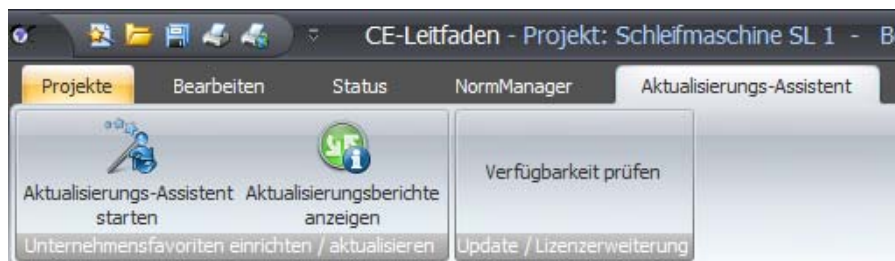 CE-Leitfaden - Projekt: Schleifmaschine SL 1 -
Projekte Bearbeiten Status NormManager Aktualisierungs-Assistent
Aktualisierungs-Assistent starten
Aktualisierungsberichte anzeigen
Verfügbarkeit prüfen
Unternehmensfavoriten einrichten / aktualisieren Update / Lizenzerweiterung